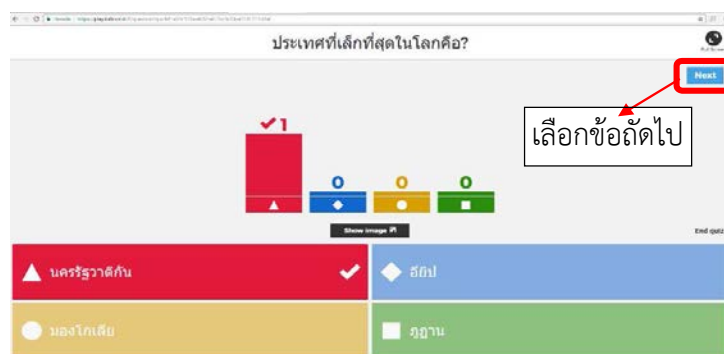 ประเทศที่เล็กที่สุดในโลกคือ?
Next
เลือกข้อถัดไป
1
0
0
0
Show image
End quiz
นครรัฐวาติกัน
อียิป
มองโกเลีย
ภูฏาน